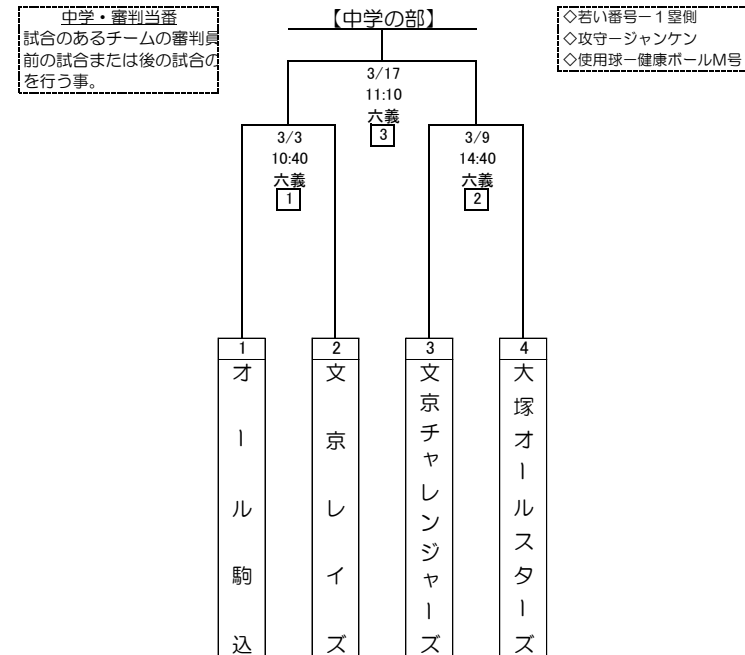 中学・審判当番
試合のあるチームの審判員
前の試合または後の試合の
を行う事。
【中学の部】
◇若い番号－1塁側
◇攻守－ジャンケン
◇使用球－健康ボールM号
3/17
11:10
六義
3
3/3
10:40
六義
1
3/9
14:40
六義
2
1
オール駒込
2
文京レイズ
3
文京チャレンジャーズ
4
大塚オールスターズ